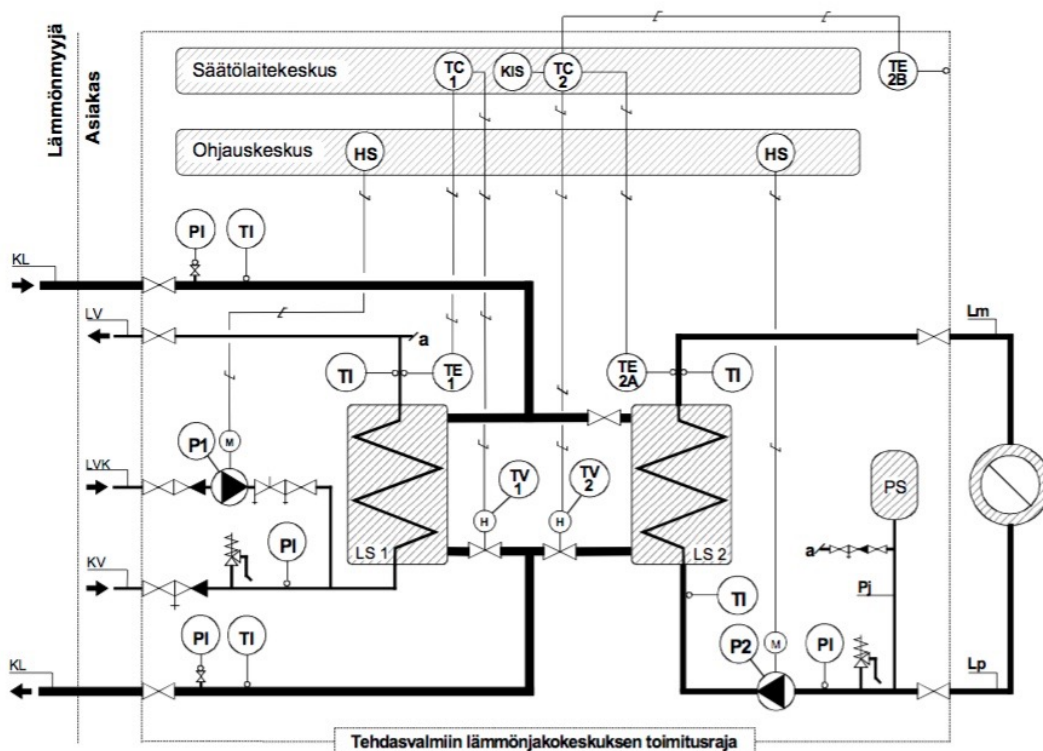 Lämmönmyyjä
Asiakas
Säätölaitekeskus
TC
1
KIS
TC
2
TE
2B
Ohjauskeskus
HS
HS
PI
TI
KL
LV
a
TI
TE
1
TE
2A
TI
Lm
P1
M
LVK
TV
1
TV
2
H
H
PS
LS 1
LS 2
a
PI
KV
TI
Pj
PI
TI
P2
M
PI
KL
Lp
Tehdasvalmiin lämmönjakokeskuksen toimitusraja